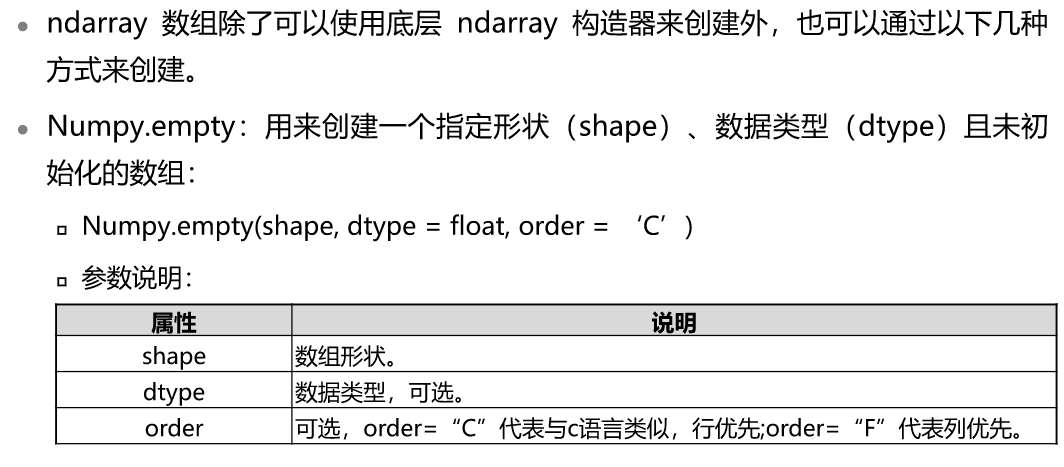 ndarray 数组除了可以使用底层 ndarray 构造器来创建外，也可以通过以下几种
方式来创建。
Numpy.empty：用来创建一个指定形状（shape）、数据类型（dtype）且未初
始化的数组：
Numpy.empty(shape, dtype = float, order = ‘C’)
参数说明：
属性 说明
shape 数组形状。
dtype 数据类型，可选。
order 可选，order=“C”代表与c语言类似，行优先;order=“F”代表列优先。